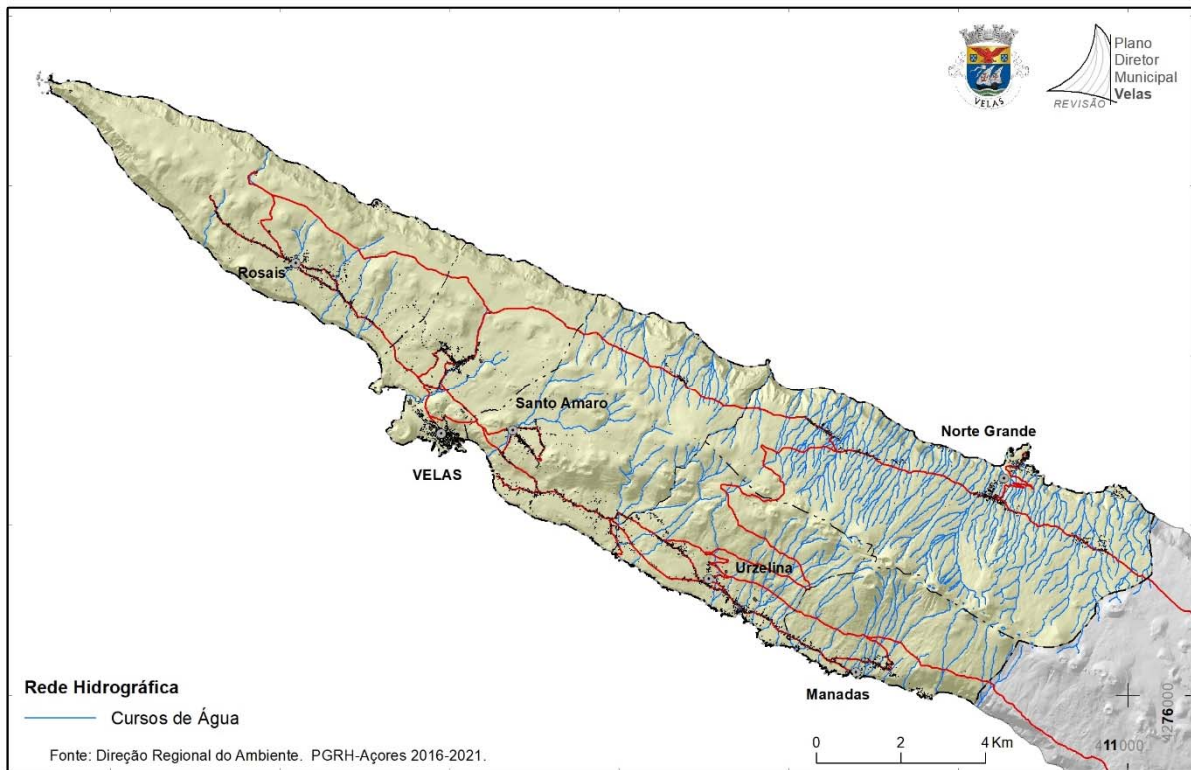 Plano
Diretor
Municipal
Velas
REVISÃO
VELAS
Rosais
Santo Amaro
VELAS
Norte Grande
Urzelina
Manadas
Rede Hidrográfica
Cursos de Água
Fonte: Direção Regional do Ambiente. PGRH-Açores 2016-2021.
0 2 4 Km
4276000
411000